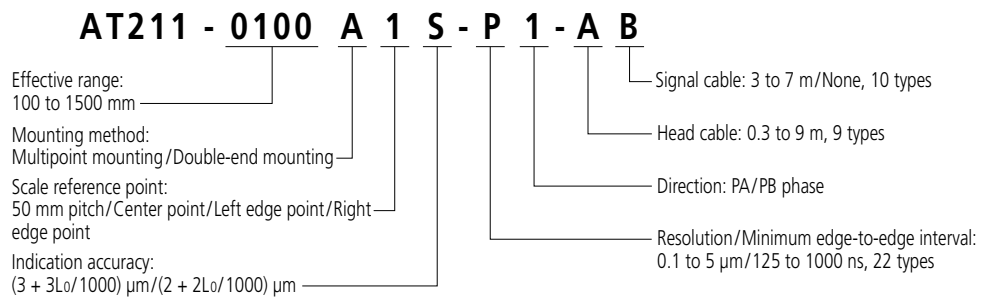 AT211 - 0100 A 1 S - P 1 - A B
Effective range:
100 to 1500 mm
Mounting method:
Multipoint mounting/Double-end mounting
Scale reference point:
50 mm pitch/Center point/Left edge point/Right
edge point
Indication accuracy:
(3 + 3L0/1000) μm/(2 + 2L0/1000) μm
Signal cable: 3 to 7 m/None, 10 types
Head cable: 0.3 to 9 m, 9 types
Direction: PA/PB phase
Resolution/Minimum edge-to-edge interval:
0.1 to 5 μm/125 to 1000 ns, 22 types